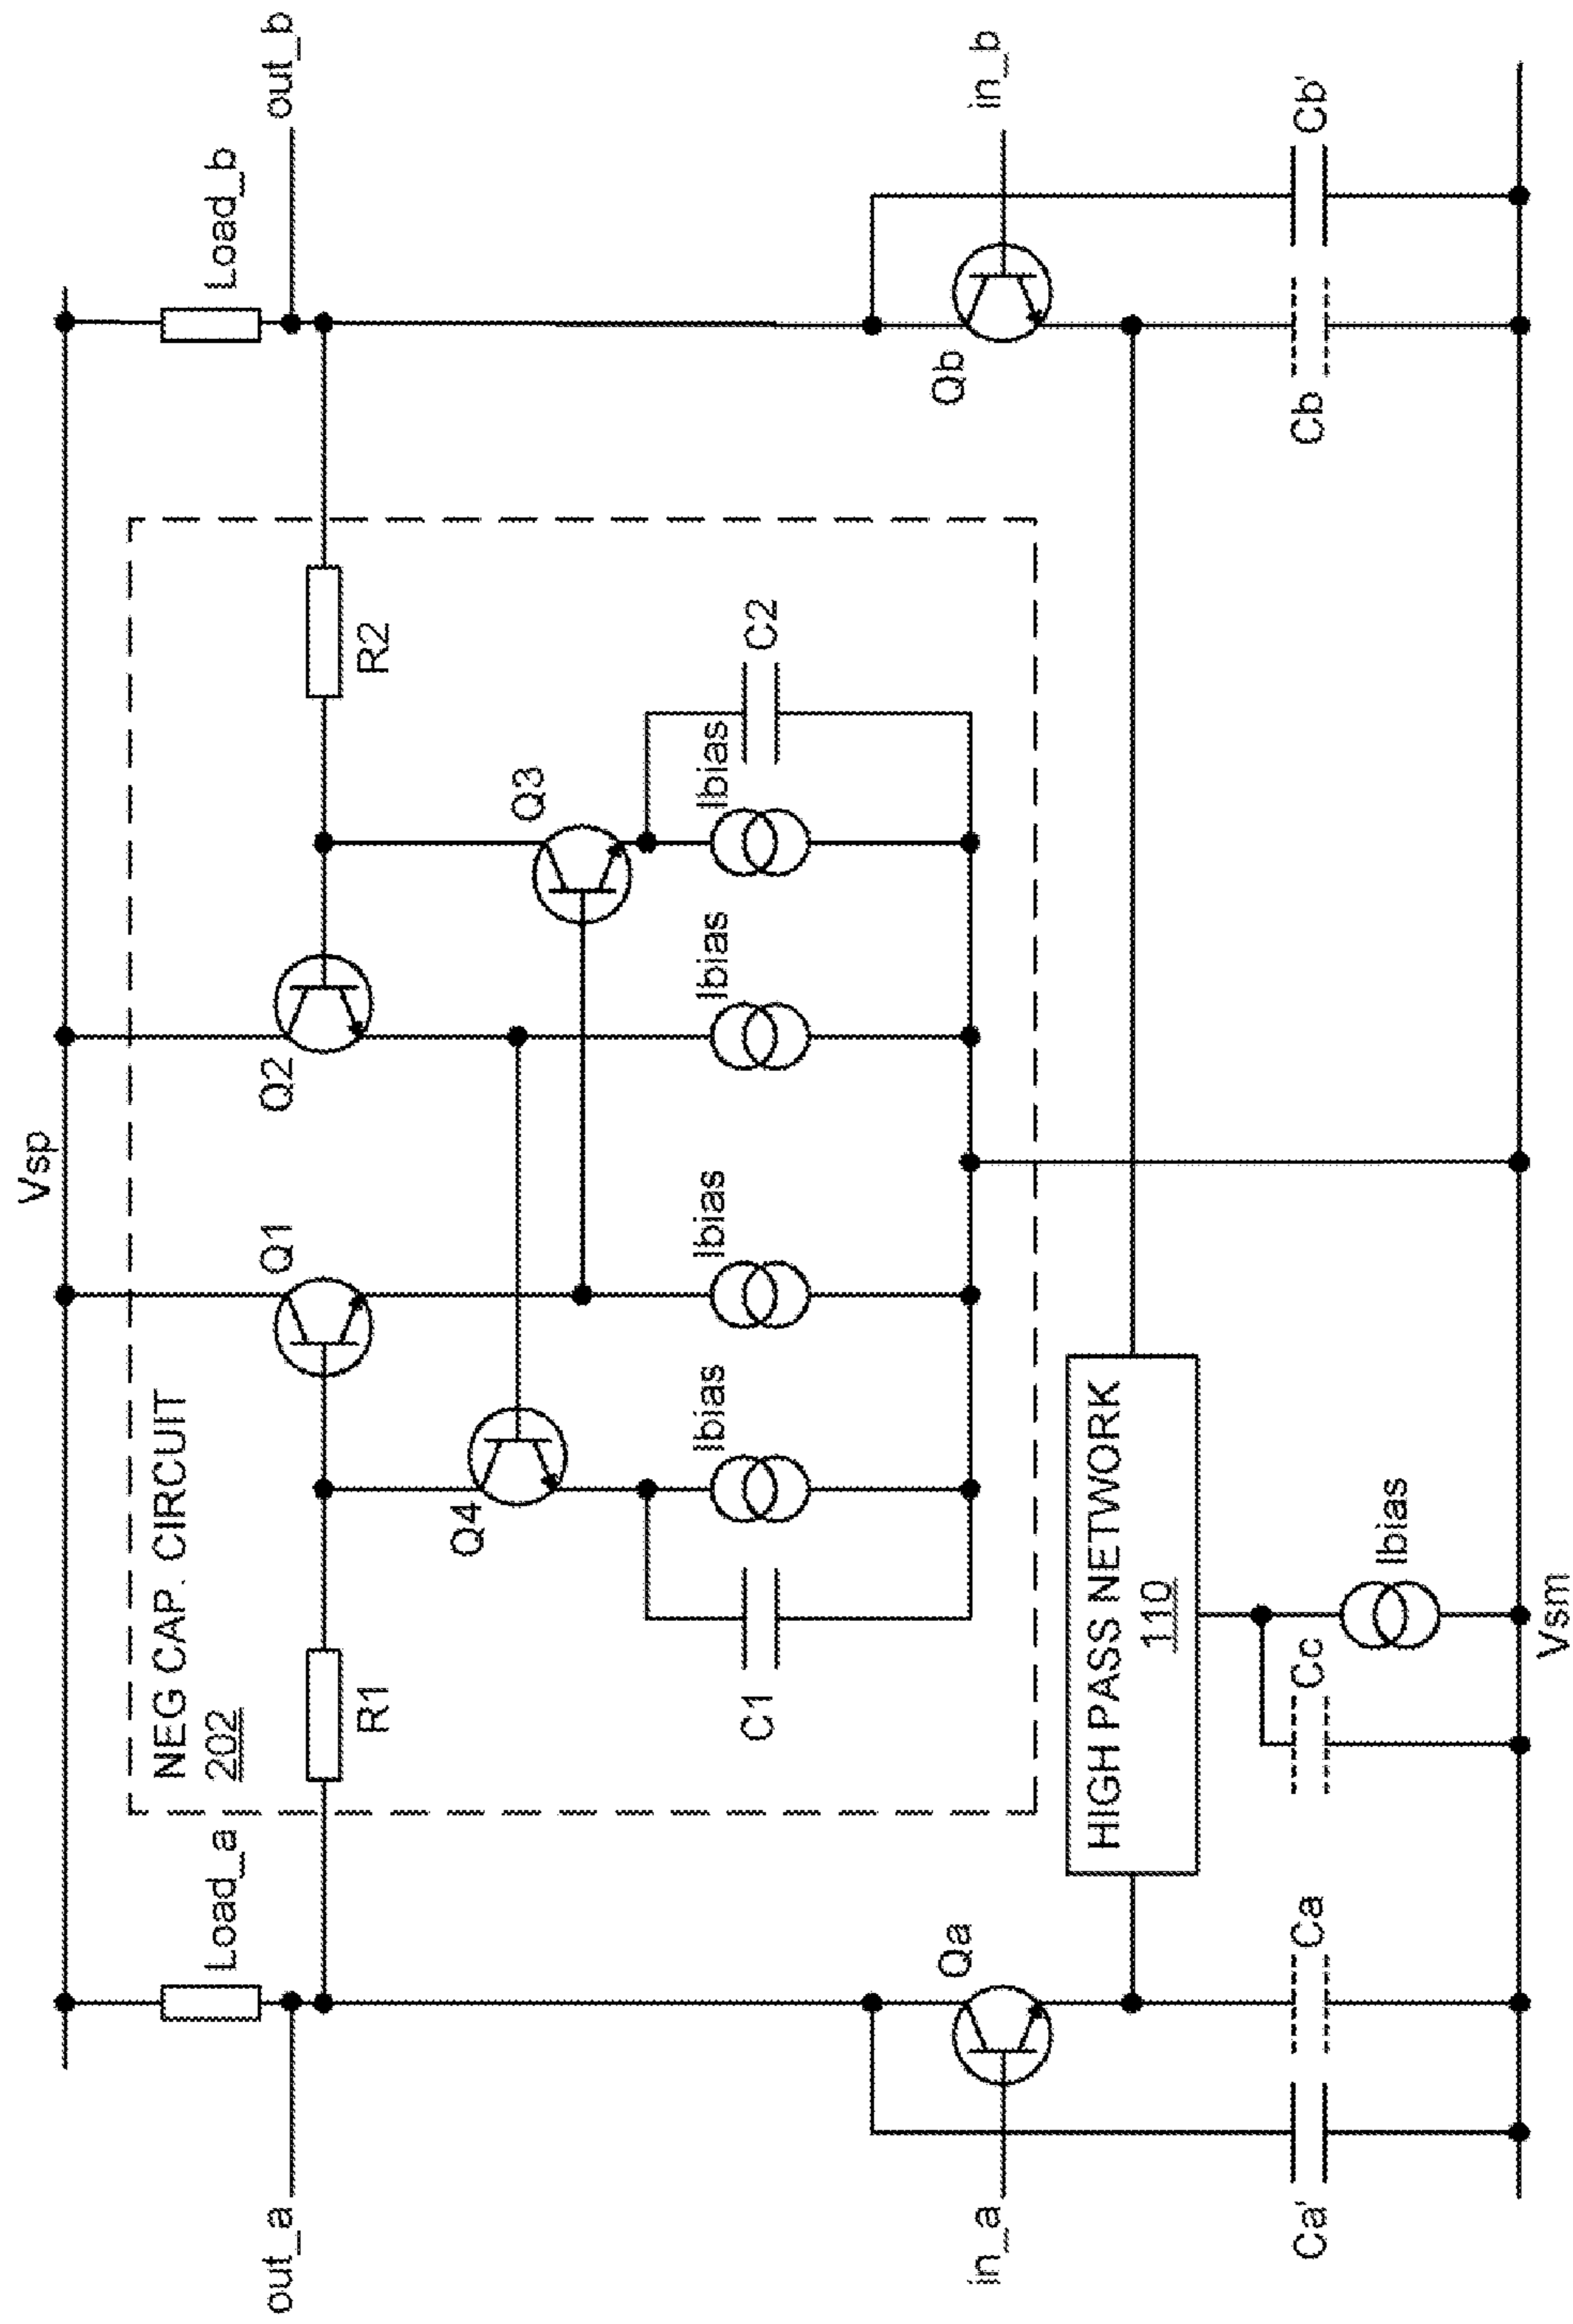 Vsp
Load_a
Load_b
out_a
out_b
NEG CAP. CIRCUIT
202
Q1
Q2
R1
R2
Q4
Q3
C1
Ibias
Ibias
Ibias
Ibias
C2
Qa
Qb
in_a
in_b
HIGH PASS NETWORK
110
Ca'
Ca
Cc
Ibias
Cb
Cb'
Vsm